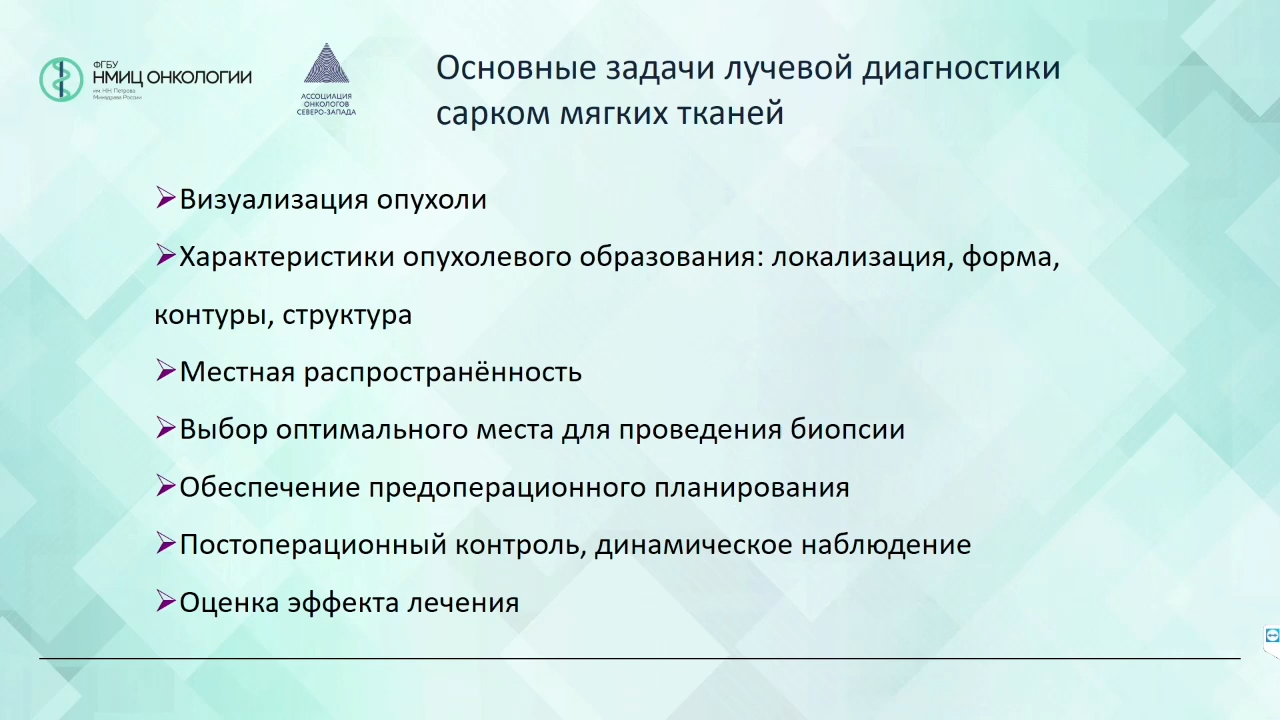 ФГБУ
НМИЦ ОНКОЛОГИИ
им. Н.Н. Петрова
Минздрава России
АССОЦИАЦИЯ
ОНКОЛОГОВ
СЕВЕРО-ЗАПАДА
Основные задачи лучевой диагностики
сарком мягких тканей
➢Визуализация опухоли
➢Характеристики опухолевого образования: локализация, форма,
контуры, структура
➢Местная распространённость
➢Выбор оптимального места для проведения биопсии
➢Обеспечение предоперационного планирования
➢Постоперационный контроль, динамическое наблюдение
➢Оценка эффекта лечения